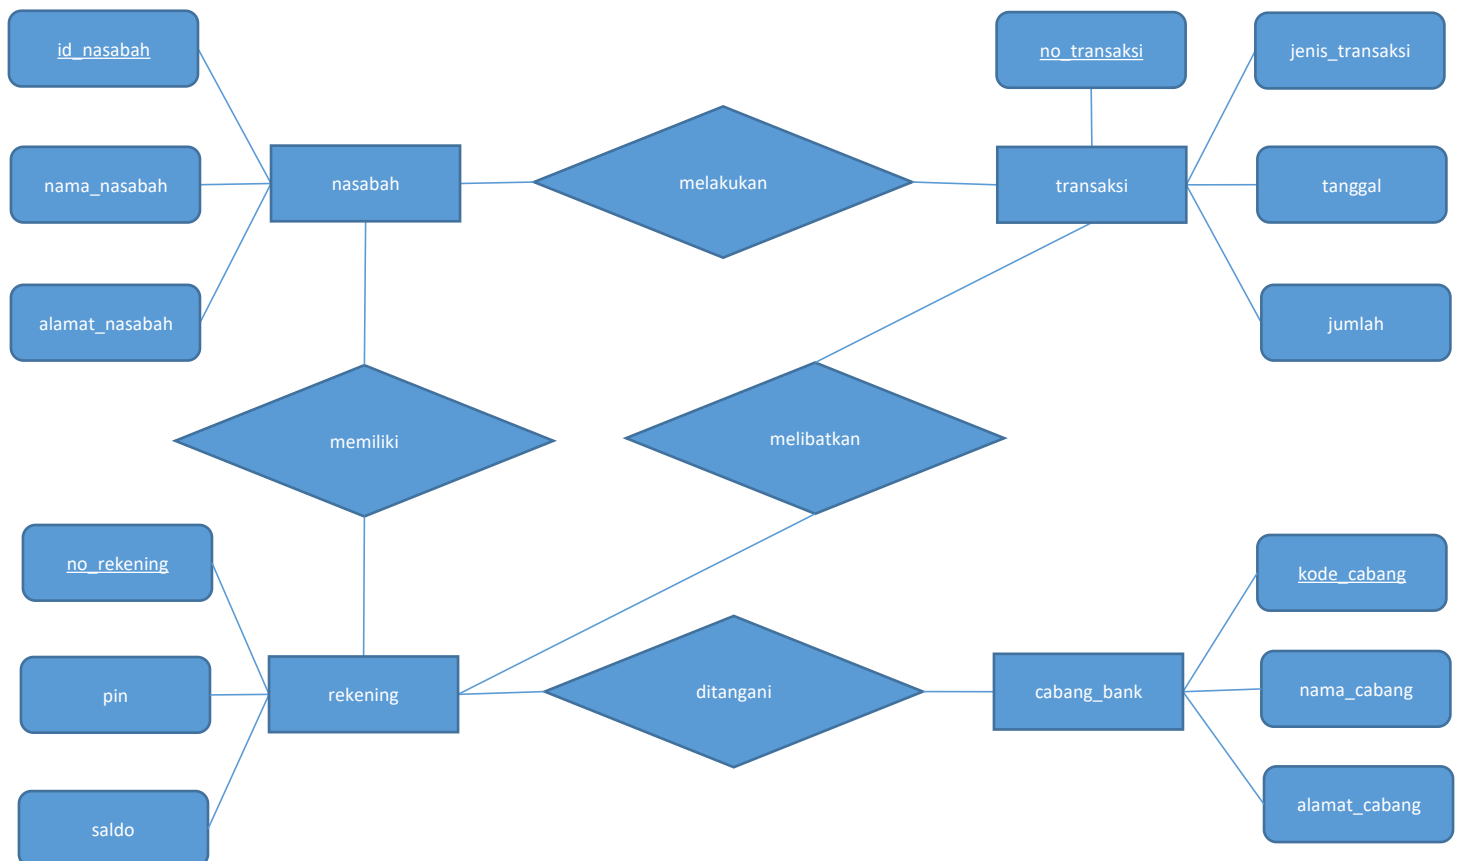 id_nasabah
no_transaksi
jenis_transaksi
nama_nasabah
nasabah
melakukan
transaksi
tanggal
alamat_nasabah
jumlah
memiliki
melibatkan
no_rekening
kode_cabang
pin
rekening
ditangani
cabang_bank
nama_cabang
saldo
alamat_cabang